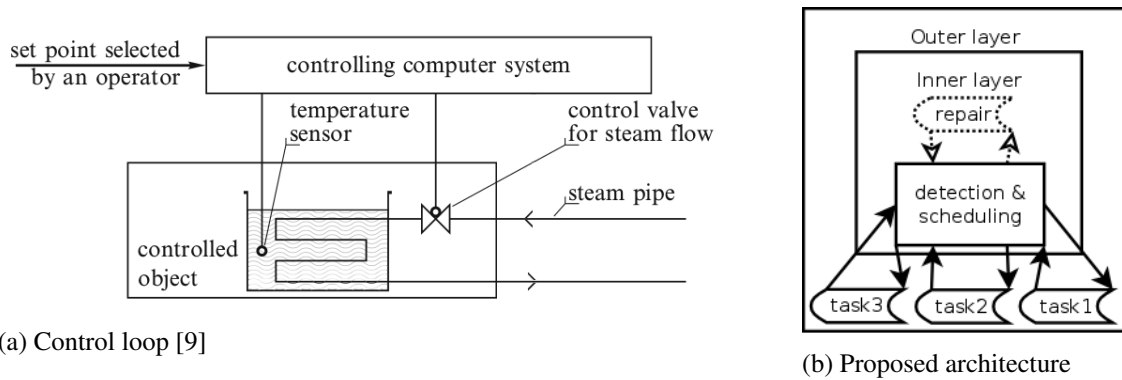 set point selected
by an operator
controlling computer system
temperature
sensor
control valve
for steam flow
steam pipe
controlled
object
(a) Control loop [9]
Outer layer
Inner layer
repair
detection &
scheduling
task3
task2
task1
(b) Proposed architecture